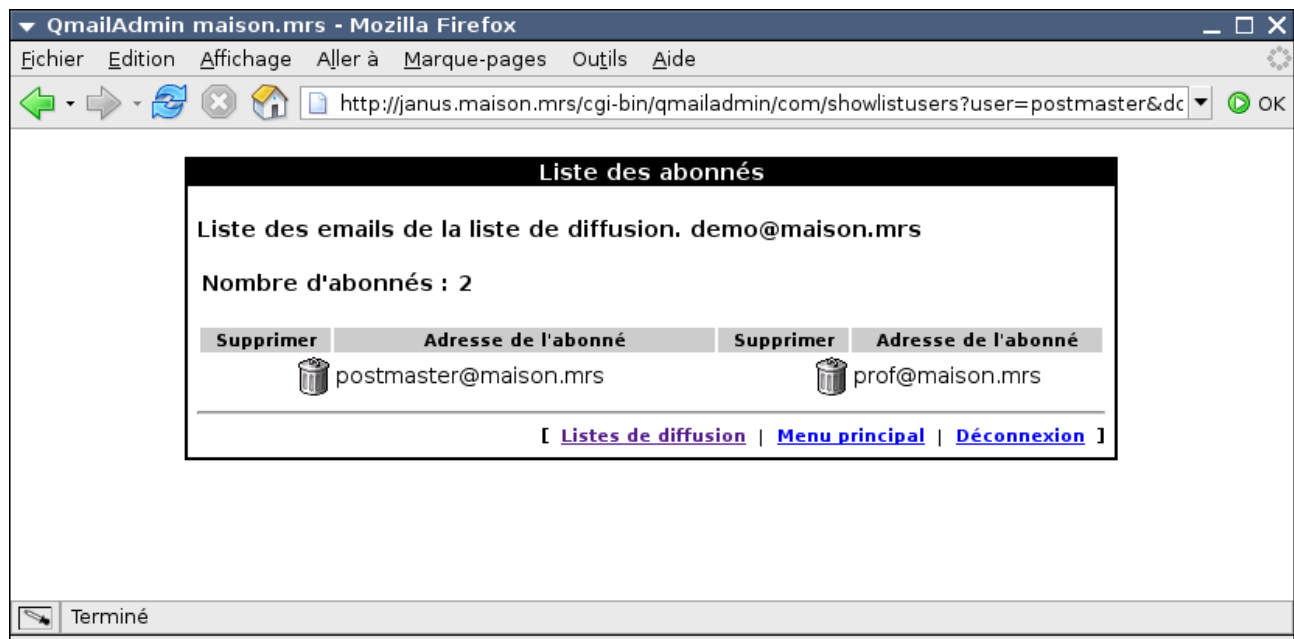 QmailAdmin maison.mrs - Mozilla Firefox
Fichier Edition Affichage Aller à Marque-pages Outils Aide
http://janus.maison.mrs/cgi-bin/qmailadmin/com/showlistusers?user=postmaster&dc OK
Liste des abonnés
Liste des emails de la liste de diffusion. demo@maison.mrs
Nombre d'abonnés : 2
Supprimer Adresse de l'abonné Supprimer Adresse de l'abonné
postmaster@maison.mrs prof@maison.mrs
[ Listes de diffusion | Menu principal | Déconnexion ]
Terminé